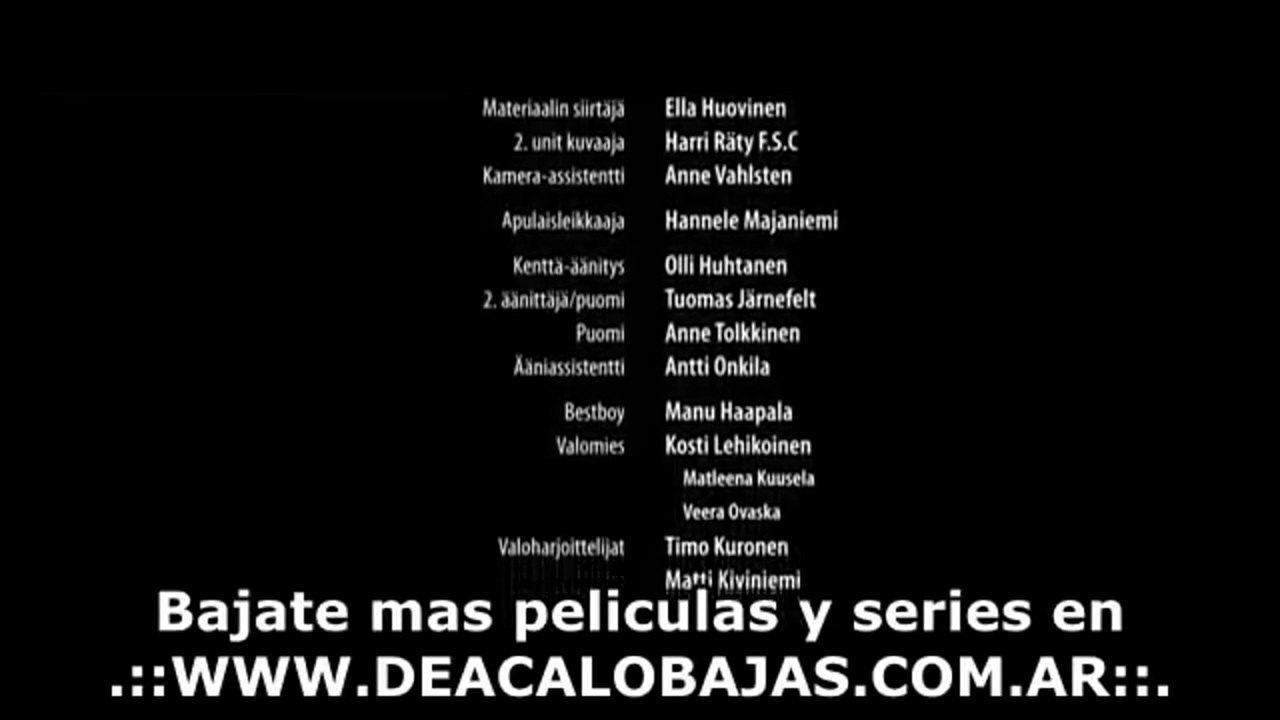 Materiaalin siirtäjä Ella Huovinen
2. unit kuvaaja Harri Räty F.S.C
Kamera-assistentti Anne Vahlsten
Apulaisleikkaaja Hannele Majaniemi
Kenttä-äänitys Olli Huhtanen
2. äänittäjä/puomi Tuomas Järnefelt
Puomi Anne Tolkkinen
Ääniassistentti Antti Onkila
Bestboy Manu Haapala
Valomies Kosti Lehikoinen
Matleena Kuusela
Veera Ovaska
Valoharjoittelijat Timo Kuronen
Matti Kiviniemi
Bajate mas peliculas y series en
.::WWW.DEACALOBAJAS.COM.AR::.